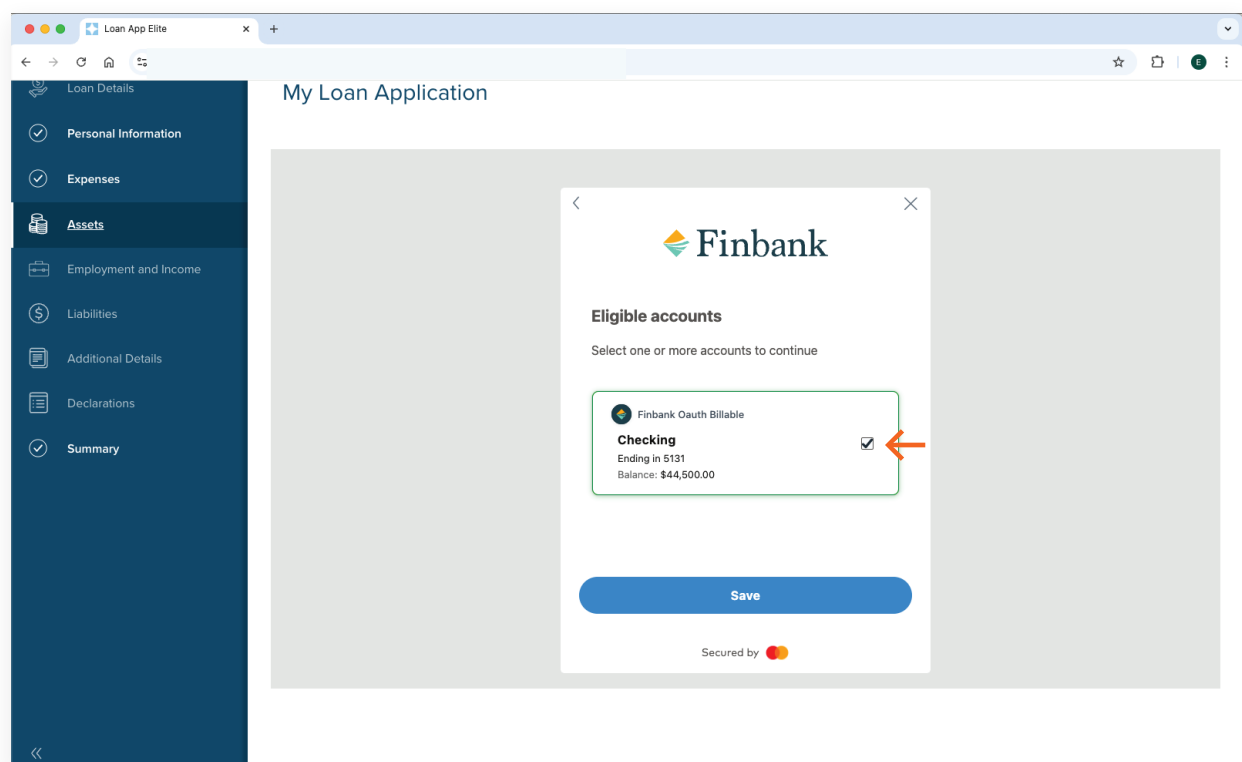 Loan App Elite
E
Loan Details
My Loan Application
Personal Information
Expenses
Assets
Employment and Income
Liabilities
Additional Details
Declarations
Summary
Finbank
Eligible accounts
Select one or more accounts to continue
Finbank Oauth Billable
Checking
Ending in 5131
Balance: $44,500.00
Save
Secured by